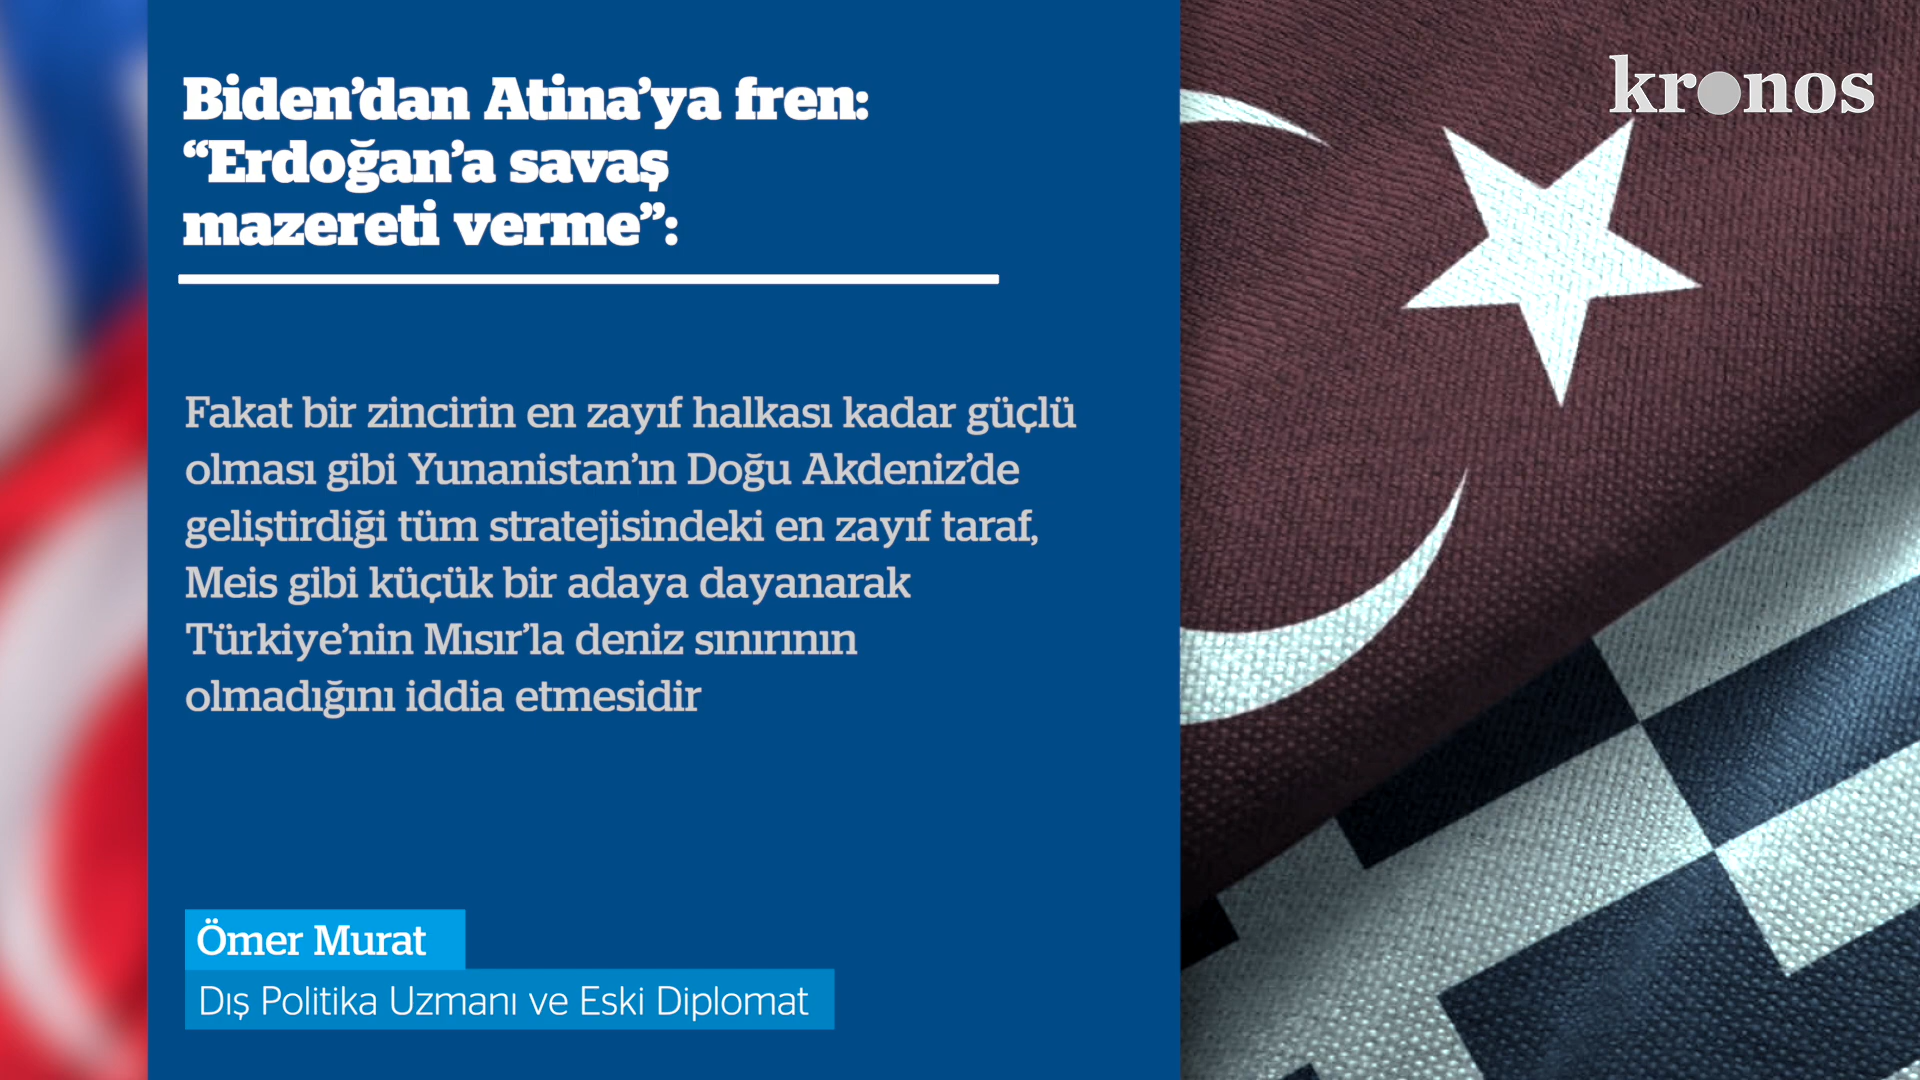 kronos
Biden’dan Atina’ya fren:
“Erdoğan’a savaş
mazereti verme”:
Fakat bir zincirin en zayıf halkası kadar güçlü
olması gibi Yunanistan’ın Doğu Akdeniz’de
geliştirdiği tüm stratejisindeki en zayıf taraf,
Meis gibi küçük bir adaya dayanarak
Türkiye’nin Mısır’la deniz sınırının
olmadığını iddia etmesidir
Ömer Murat
Dış Politika Uzmanı ve Eski Diplomat